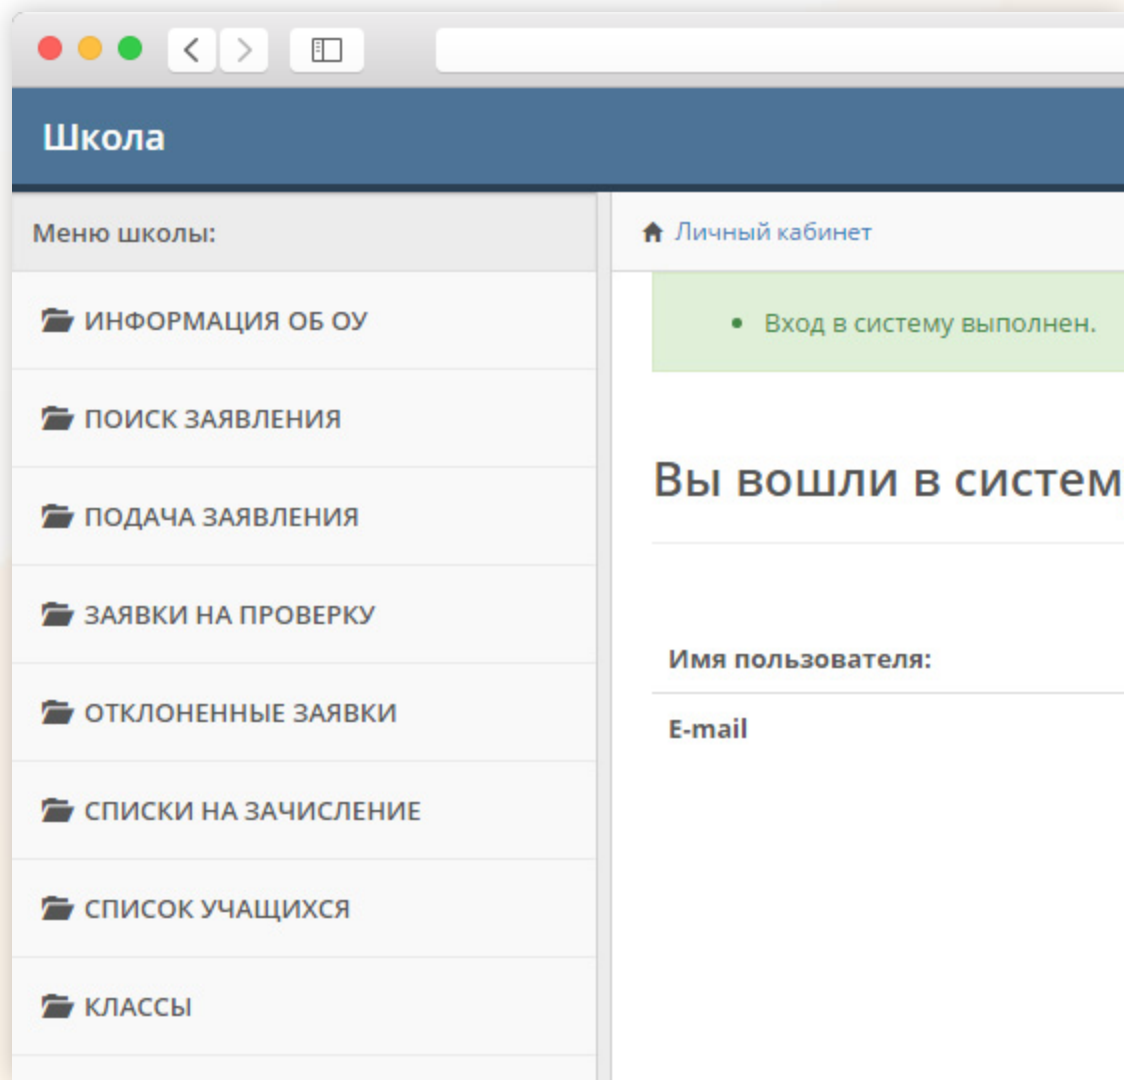 Школа
Меню школы:
ИНФОРМАЦИЯ ОБ ОУ
ПОИСК ЗАЯВЛЕНИЯ
ПОДАЧА ЗАЯВЛЕНИЯ
ЗАЯВКИ НА ПРОВЕРКУ
ОТКЛОНЕННЫЕ ЗАЯВКИ
СПИСКИ НА ЗАЧИСЛЕНИЕ
СПИСОК УЧАЩИХСЯ
КЛАССЫ
Личный кабинет
• Вход в систему выполнен.
Вы вошли в систем
Имя пользователя:
E-mail